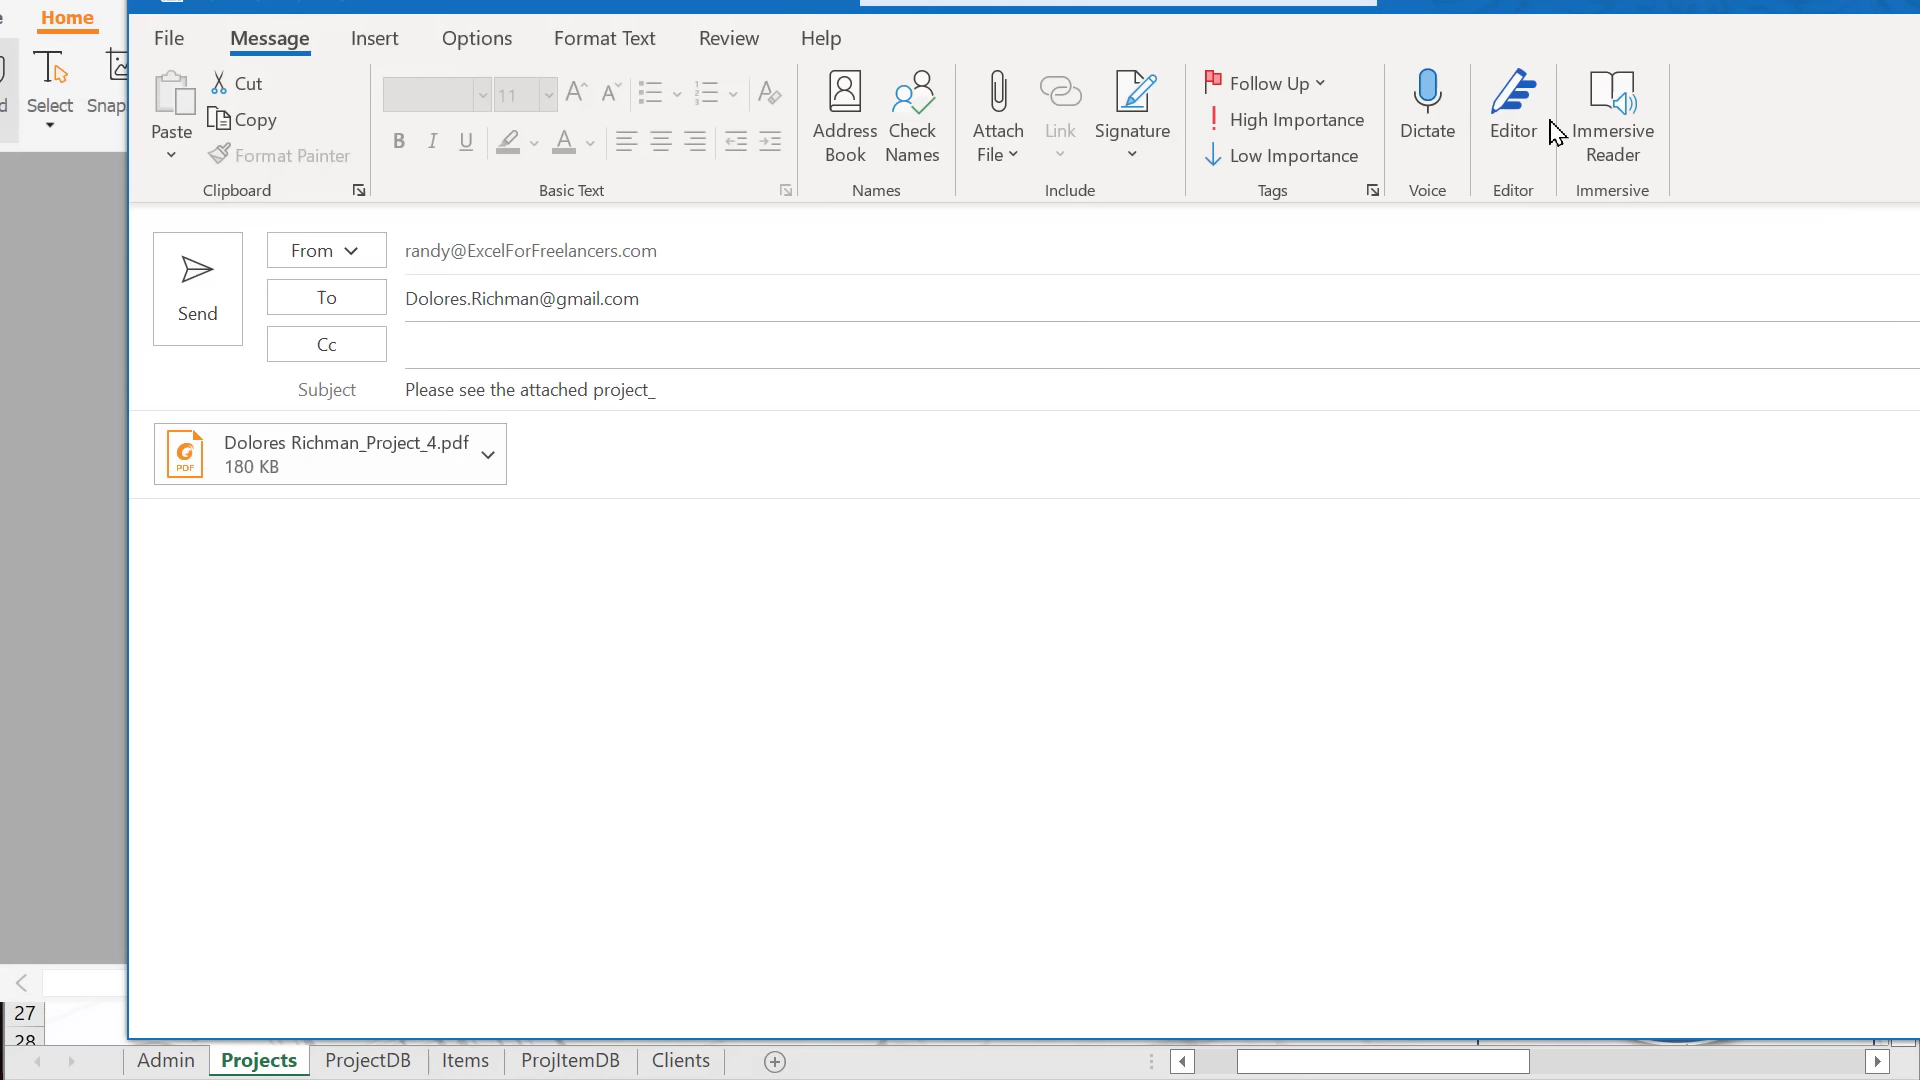 Home
File Message Insert Options Format Text Review Help
Select Snap
Paste
Cut
Copy
Format Painter
Clipboard
11
B I U
Basic Text
Address Book
Check Names
Names
Attach File
Link
Signature
Include
Follow Up
High Importance
Low Importance
Tags
Dictate
Voice
Editor
Editor
Immersive Reader
Immersive
Send
From randy@ExcelForFreelancers.com
To Dolores.Richman@gmail.com
Cc
Subject Please see the attached project_
PDF
Dolores Richman_Project_4.pdf
180 KB
27
28
Admin Projects ProjectDB Items ProjItemDB Clients